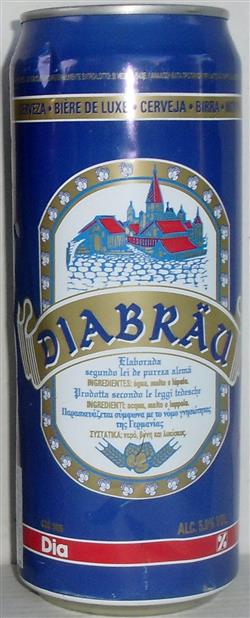 CERVEZA • BIÈRE DE LUXE • CERVEJA • BIRRA •
DIABRÄU
Elaborada
segundo lei de pureza alemã
INGREDIENTES: água, malte e lúpulo.
Prodotta secondo le leggi tedesche
INGREDIENTI: acqua, malto e luppolo.
Παρασκευάζεται σύμφωνα με το νόμο γνησιότητας
της Γερμανίας
ΣΥΣΤΑΤΙΚΑ: νερό, βύνη και λυκίσκος.
ALC. 5,0% VOL.
Dia %